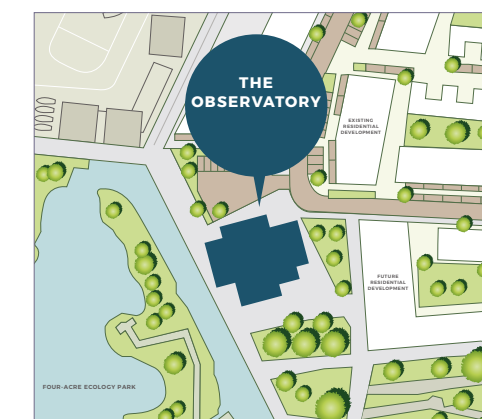 THE
OBSERVATORY
EXISTING
RESIDENTIAL
DEVELOPMENT
FUTURE
RESIDENTIAL
DEVELOPMENT
FOUR-ACRE ECOLOGY PARK